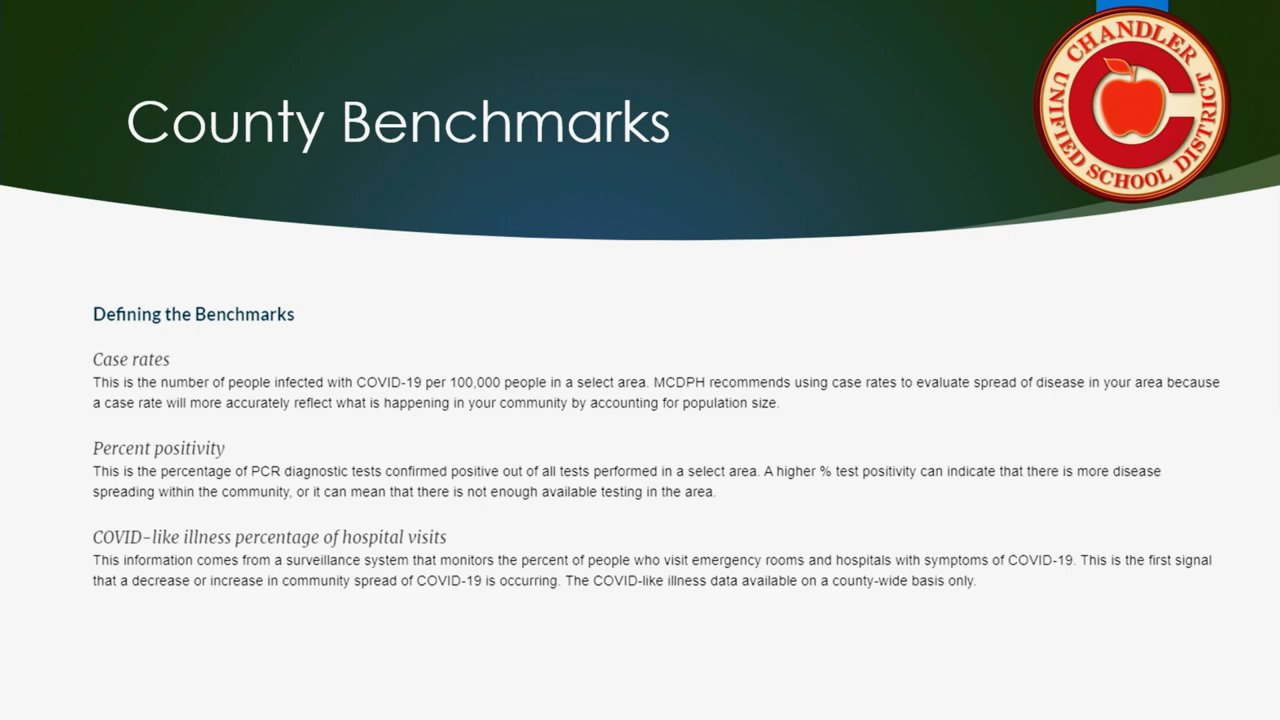 County Benchmarks
CHANDLER
UNIFIED SCHOOL DISTRICT
Defining the Benchmarks
Case rates
This is the number of people infected with COVID-19 per 100,000 people in a select area. MCDPH recommends using case rates to evaluate spread of disease in your area because
a case rate will more accurately reflect what is happening in your community by accounting for population size.
Percent positivity
This is the percentage of PCR diagnostic tests confirmed positive out of all tests performed in a select area. A higher % test positivity can indicate that there is more disease
spreading within the community, or it can mean that there is not enough available testing in the area.
COVID-like illness percentage of hospital visits
This information comes from a surveillance system that monitors the percent of people who visit emergency rooms and hospitals with symptoms of COVID-19. This is the first signal
that a decrease or increase in community spread of COVID-19 is occurring. The COVID-like illness data available on a county-wide basis only.